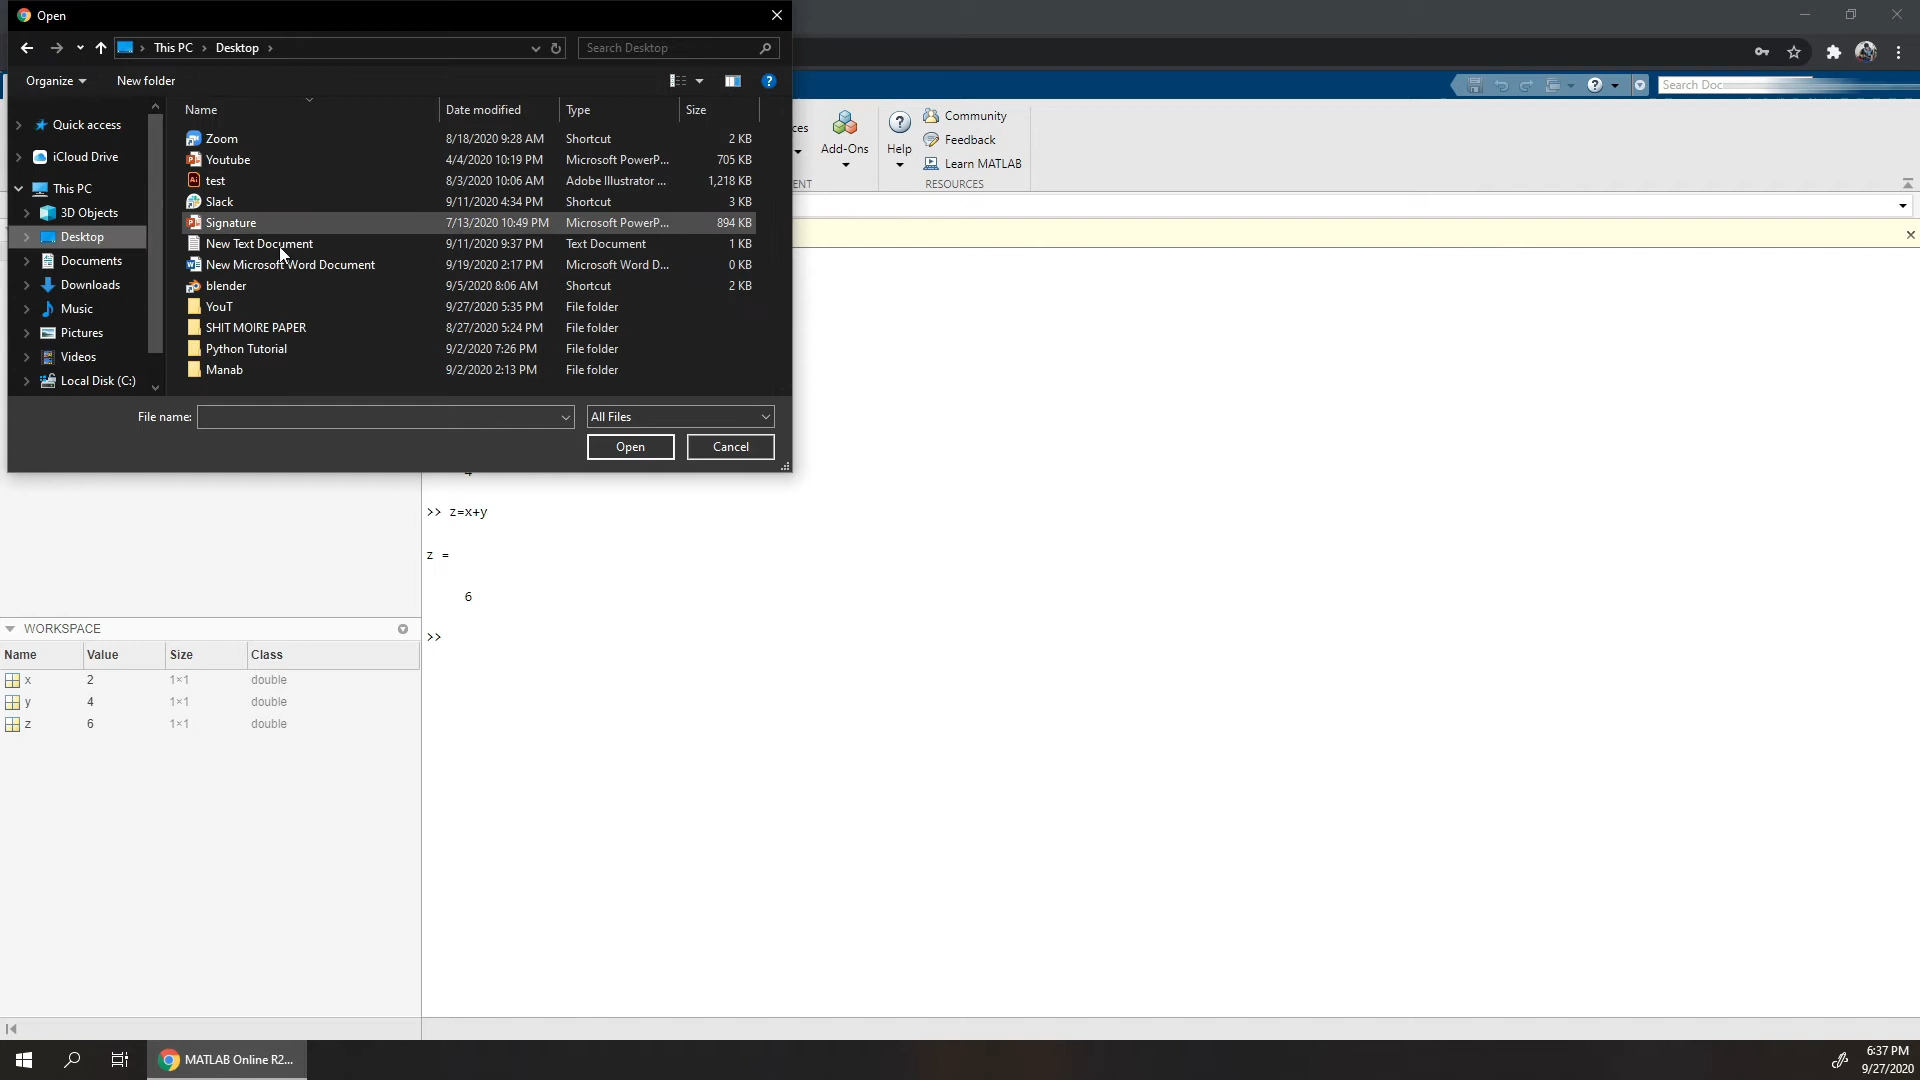 Open
This PC > Desktop >
Search Desktop
Organize
New folder
Search Doc
Quick access
iCloud Drive
This PC
3D Objects
Desktop
Documents
Downloads
Music
Pictures
Videos
Local Disk (C:)
Name Date modified Type Size
Zoom 8/18/2020 9:28 AM Shortcut 2 KB
Youtube 4/4/2020 10:19 PM Microsoft PowerP... 705 KB
test 8/3/2020 10:06 AM Adobe Illustrator ... 1,218 KB
Slack 9/11/2020 4:34 PM Shortcut 3 KB
Signature 7/13/2020 10:49 PM Microsoft PowerP... 894 KB
New Text Document 9/11/2020 9:37 PM Text Document 1 KB
New Microsoft Word Document 9/19/2020 2:17 PM Microsoft Word D... 0 KB
blender 9/5/2020 8:06 AM Shortcut 2 KB
YouT 9/27/2020 5:35 PM File folder
SHIT MOIRE PAPER 8/27/2020 5:24 PM File folder
Python Tutorial 9/2/2020 7:26 PM File folder
Manab 9/2/2020 2:13 PM File folder
File name:
All Files
Open
Cancel
ces
Add-Ons
Help
Community
Feedback
Learn MATLAB
ENT
RESOURCES
>> z=x+y
z =
6
>>
WORKSPACE
Name Value Size Class
x 2 1×1 double
y 4 1×1 double
z 6 1×1 double
MATLAB Online R2...
6:37 PM
9/27/2020